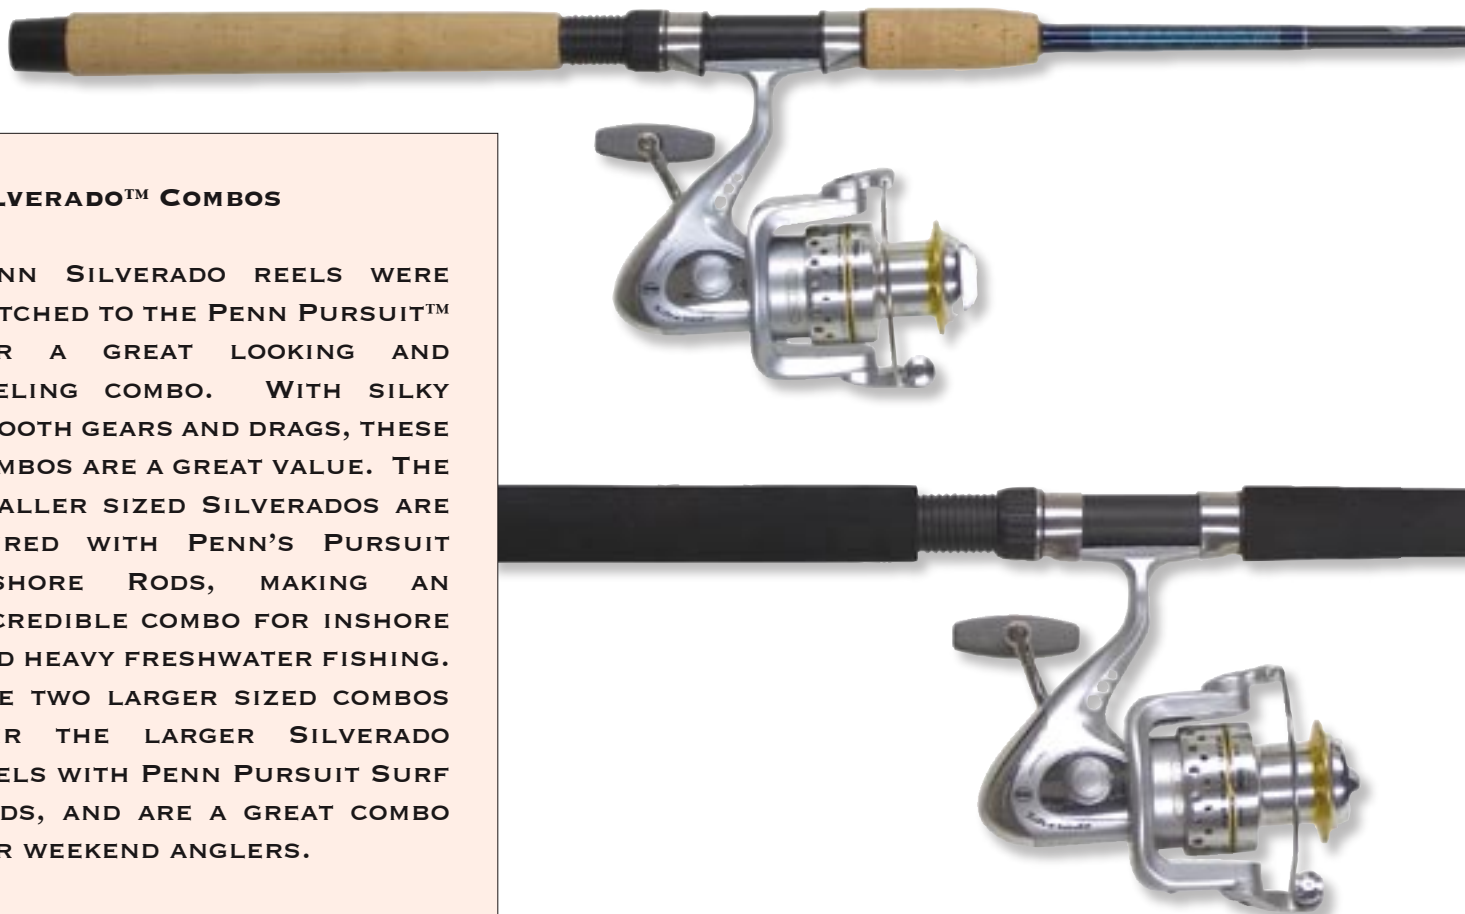 LVERADO™ COMBOS
NN SILVERADO REELS WERE
TCHED TO THE PENN PURSUIT™
R A GREAT LOOKING AND
ELING COMBO. WITH SILKY
OOTH GEARS AND DRAGS, THESE
MBOS ARE A GREAT VALUE. THE
ALLER SIZED SILVERADOS ARE
RED WITH PENN'S PURSUIT
SHORE RODS, MAKING AN
CREDIBLE COMBO FOR INSHORE
D HEAVY FRESHWATER FISHING.
E TWO LARGER SIZED COMBOS
R THE LARGER SILVERADO
ELS WITH PENN PURSUIT SURF
DS, AND ARE A GREAT COMBO
R WEEKEND ANGLERS.